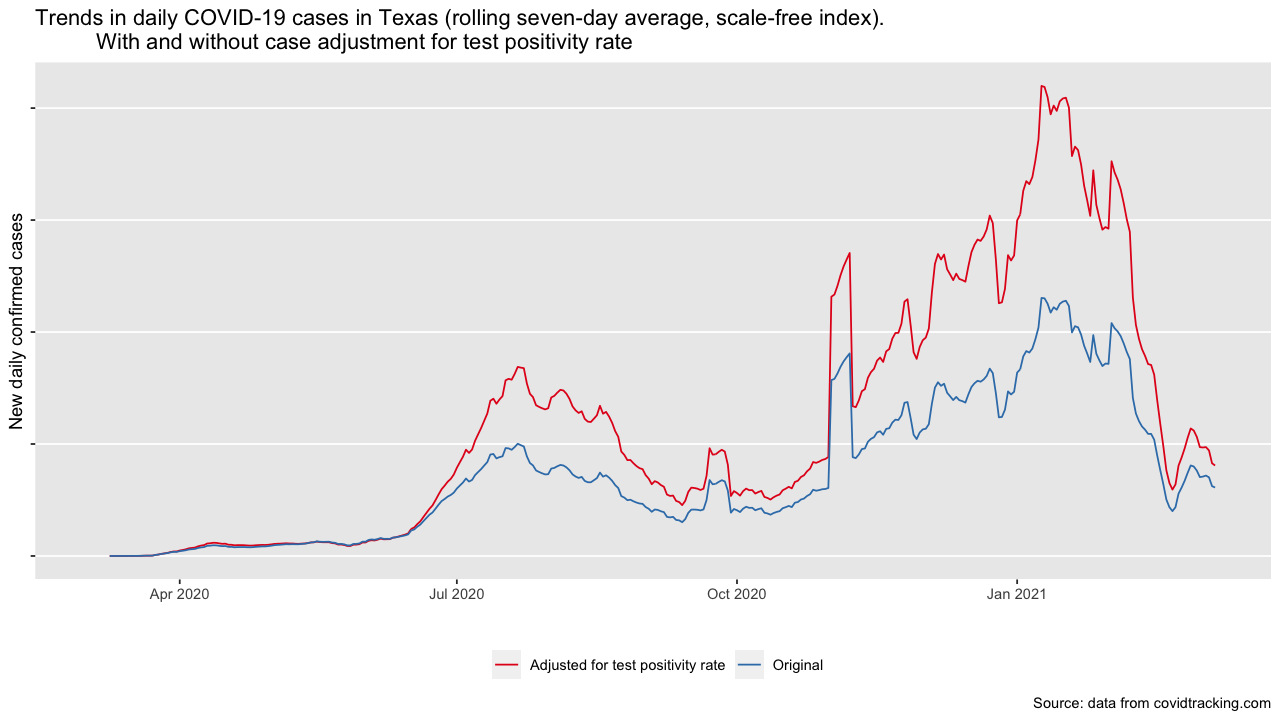 Trends in daily COVID-19 cases in Texas (rolling seven-day average, scale-free index).
With and without case adjustment for test positivity rate
New daily confirmed cases
Apr 2020
Jul 2020
Oct 2020
Jan 2021
Adjusted for test positivity rate
Original
Source: data from covidtracking.com